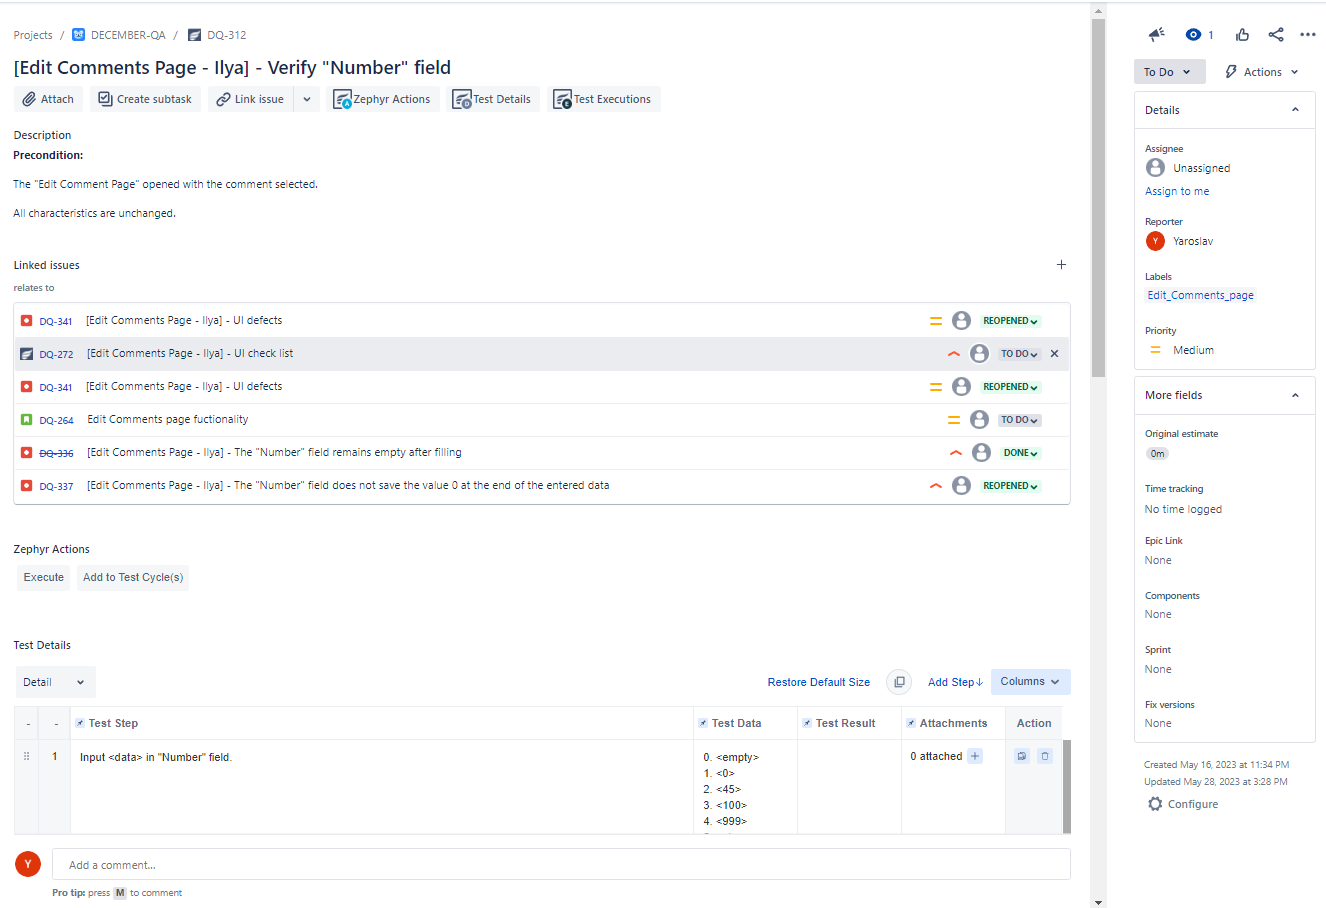 Projects / DECEMBER-QA / DQ-312
1
[Edit Comments Page - Ilya] - Verify "Number" field
To Do
Actions
Attach
Create subtask
Link issue
Zephyr Actions
Test Details
Test Executions
Description
Precondition:
The "Edit Comment Page" opened with the comment selected.
All characteristics are unchanged.
Linked issues
relates to
DQ-341 [Edit Comments Page - Ilya] - UI defects REOPENED
DQ-272 [Edit Comments Page - Ilya] - UI check list TO DO
DQ-341 [Edit Comments Page - Ilya] - UI defects REOPENED
DQ-264 Edit Comments page fuctionality TO DO
DQ-336 [Edit Comments Page - Ilya] - The "Number" field remains empty after filling DONE
DQ-337 [Edit Comments Page - Ilya] - The "Number" field does not save the value 0 at the end of the entered data REOPENED
Zephyr Actions
Execute
Add to Test Cycle(s)
Test Details
Detail
Restore Default Size
Add Step↓
Columns
- - Test Step Test Data Test Result Attachments Action
1 Input <data> in "Number" field.
0. <empty>
1. <0>
2. <45>
3. <100>
4. <999>
0 attached +
Y
Add a comment...
Pro tip: press M to comment
Details
Assignee
Unassigned
Assign to me
Reporter
Y Yaroslav
Labels
Edit_Comments_page
Priority
Medium
More fields
Original estimate
0m
Time tracking
No time logged
Epic Link
None
Components
None
Sprint
None
Fix versions
None
Created May 16, 2023 at 11:34 PM
Updated May 28, 2023 at 3:28 PM
Configure